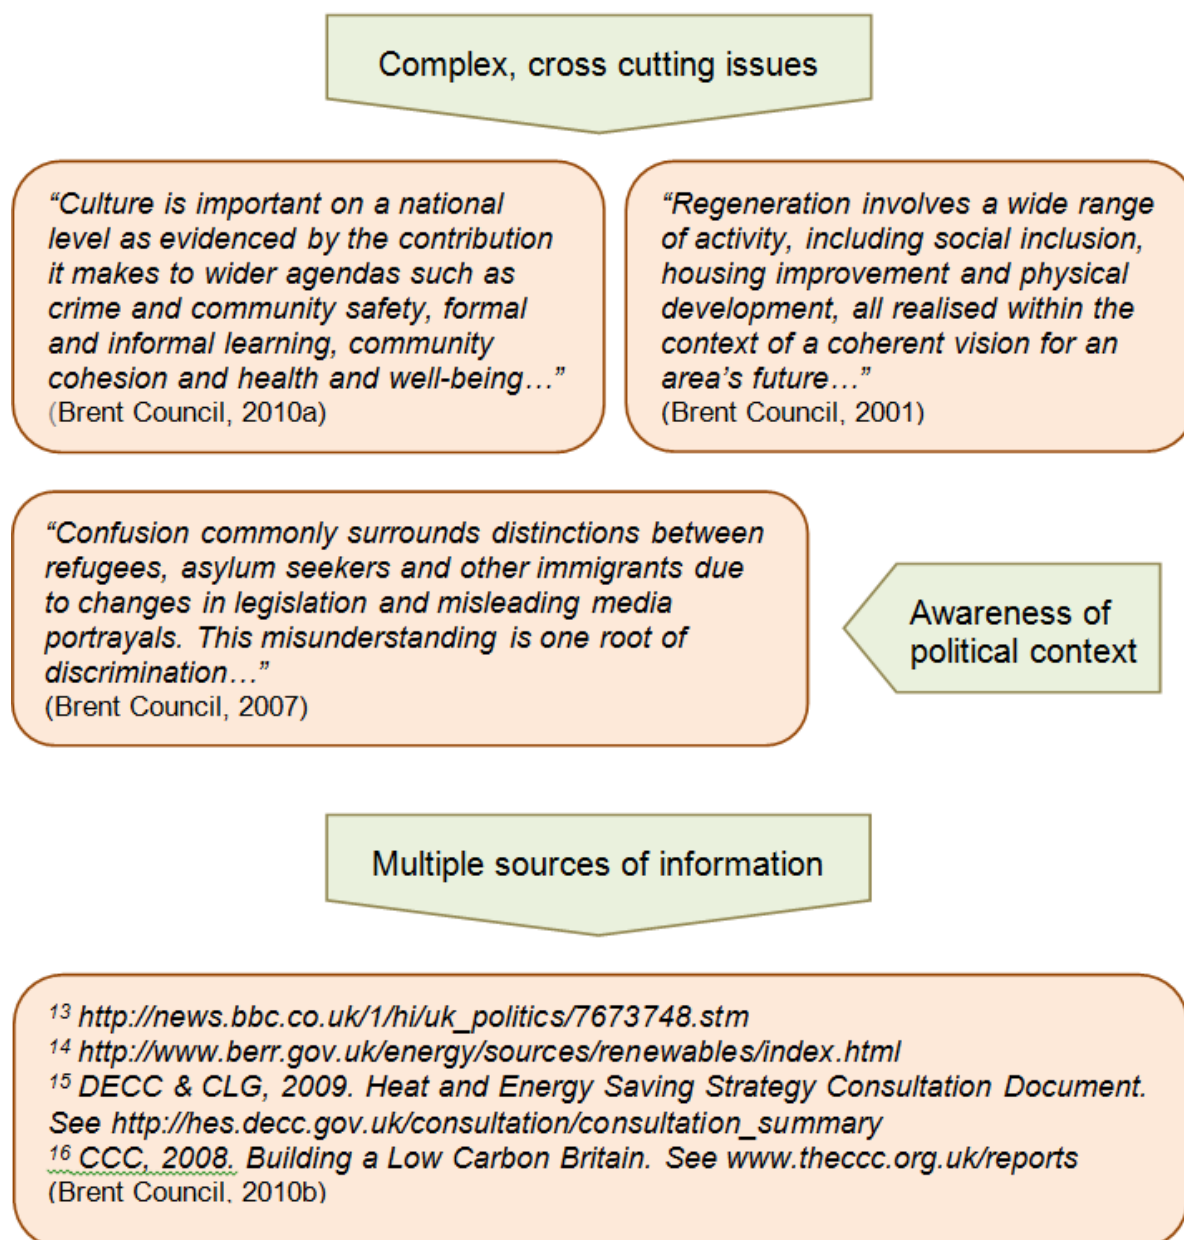 Complex, cross cutting issues
“Culture is important on a national
level as evidenced by the contribution
it makes to wider agendas such as
crime and community safety, formal
and informal learning, community
cohesion and health and well-being…”
(Brent Council, 2010a)
“Regeneration involves a wide range
of activity, including social inclusion,
housing improvement and physical
development, all realised within the
context of a coherent vision for an
area’s future…”
(Brent Council, 2001)
“Confusion commonly surrounds distinctions between
refugees, asylum seekers and other immigrants due
to changes in legislation and misleading media
portrayals. This misunderstanding is one root of
discrimination…”
(Brent Council, 2007)
Awareness of
political context
Multiple sources of information
13 http://news.bbc.co.uk/1/hi/uk_politics/7673748.stm
14 http://www.berr.gov.uk/energy/sources/renewables/index.html
15 DECC & CLG, 2009. Heat and Energy Saving Strategy Consultation Document.
See http://hes.decc.gov.uk/consultation/consultation_summary
16 CCC, 2008. Building a Low Carbon Britain. See www.theccc.org.uk/reports
(Brent Council, 2010b)